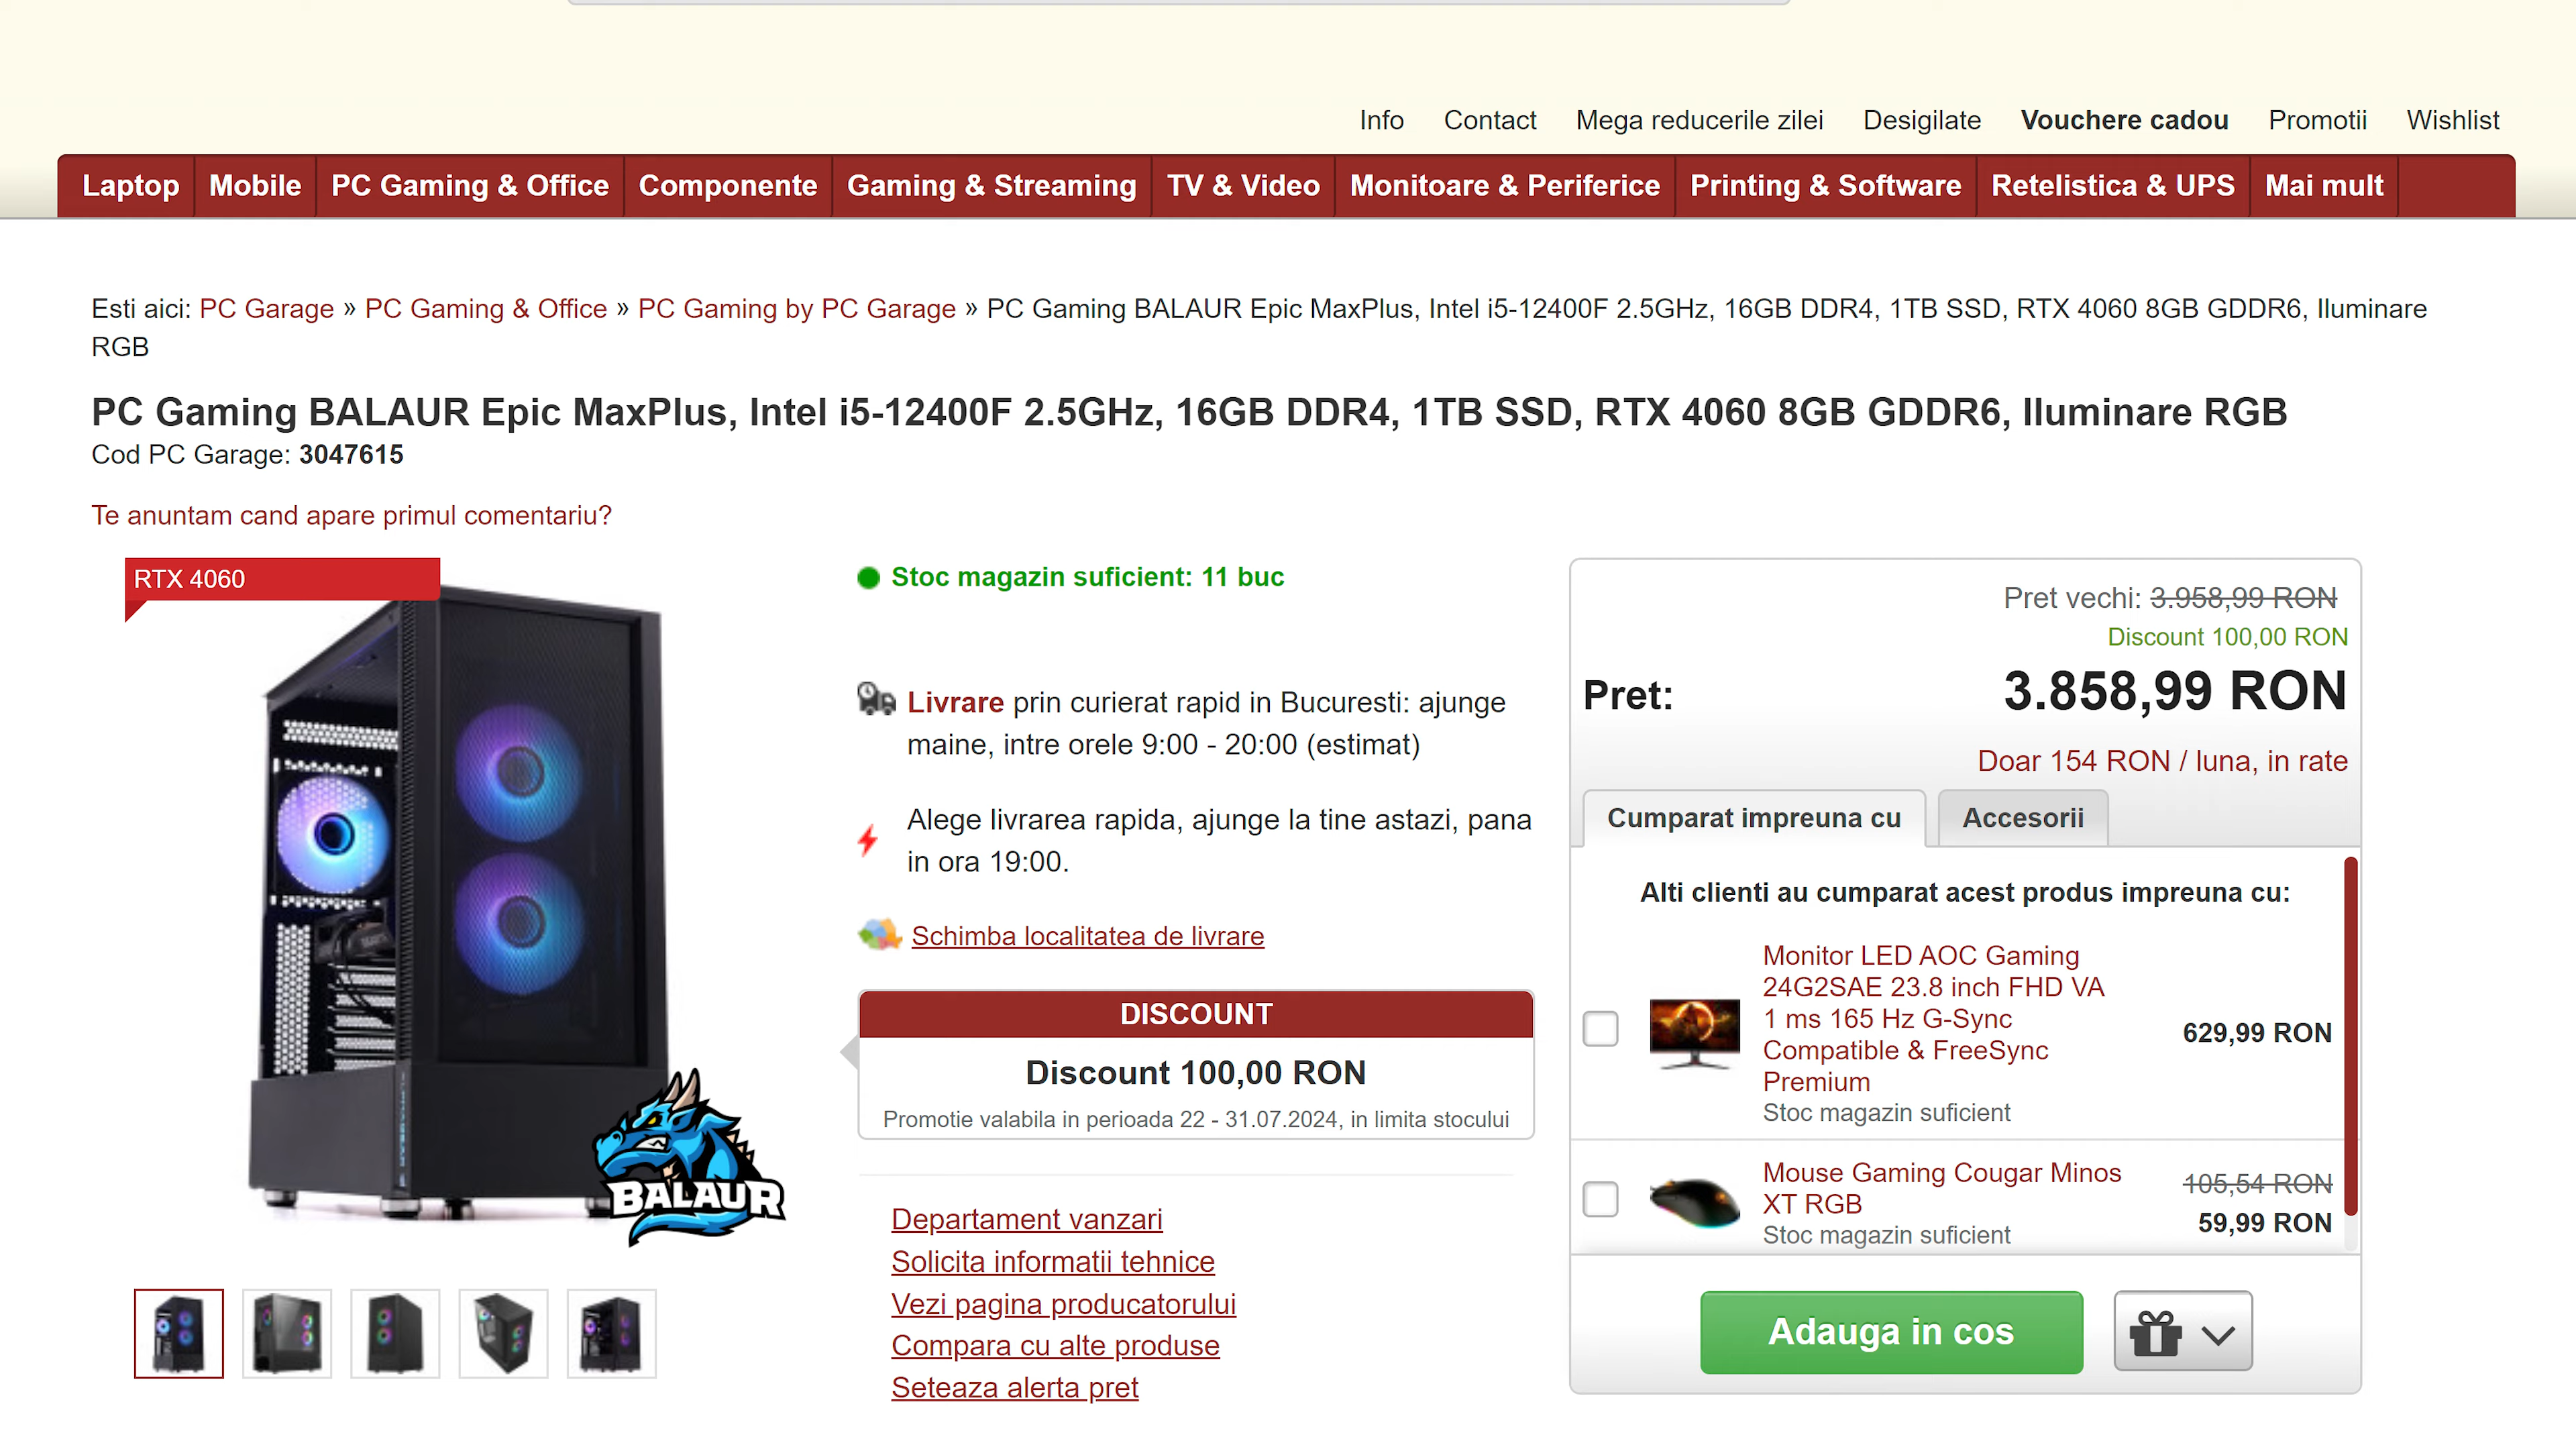 Info Contact Mega reducerile zilei Desigilate Vouchere cadou Promotii Wishlist
Laptop Mobile PC Gaming & Office Componente Gaming & Streaming TV & Video Monitoare & Periferice Printing & Software Retelistica & UPS Mai mult
Esti aici: PC Garage » PC Gaming & Office » PC Gaming by PC Garage » PC Gaming BALAUR Epic MaxPlus, Intel i5-12400F 2.5GHz, 16GB DDR4, 1TB SSD, RTX 4060 8GB GDDR6, Iluminare
RGB
PC Gaming BALAUR Epic MaxPlus, Intel i5-12400F 2.5GHz, 16GB DDR4, 1TB SSD, RTX 4060 8GB GDDR6, Iluminare RGB
Cod PC Garage: 3047615
Te anuntam cand apare primul comentariu?
RTX 4060
BALAUR
Stoc magazin suficient: 11 buc
Livrare prin curierat rapid in Bucuresti: ajunge
maine, intre orele 9:00 - 20:00 (estimat)
Alege livrarea rapida, ajunge la tine astazi, pana
in ora 19:00.
Schimba localitatea de livrare
DISCOUNT
Discount 100,00 RON
Promotie valabila in perioada 22 - 31.07.2024, in limita stocului
Departament vanzari
Solicita informatii tehnice
Vezi pagina producatorului
Compara cu alte produse
Seteaza alerta pret
Pret vechi: 3.958,99 RON
Discount 100,00 RON
Pret: 3.858,99 RON
Doar 154 RON / luna, in rate
Cumparat impreuna cu Accesorii
Alti clienti au cumparat acest produs impreuna cu:
Monitor LED AOC Gaming
24G2SAE 23.8 inch FHD VA
1 ms 165 Hz G-Sync
Compatible & FreeSync
Premium
Stoc magazin suficient
629,99 RON
Mouse Gaming Cougar Minos
XT RGB
Stoc magazin suficient
105,54 RON
59,99 RON
Adauga in cos